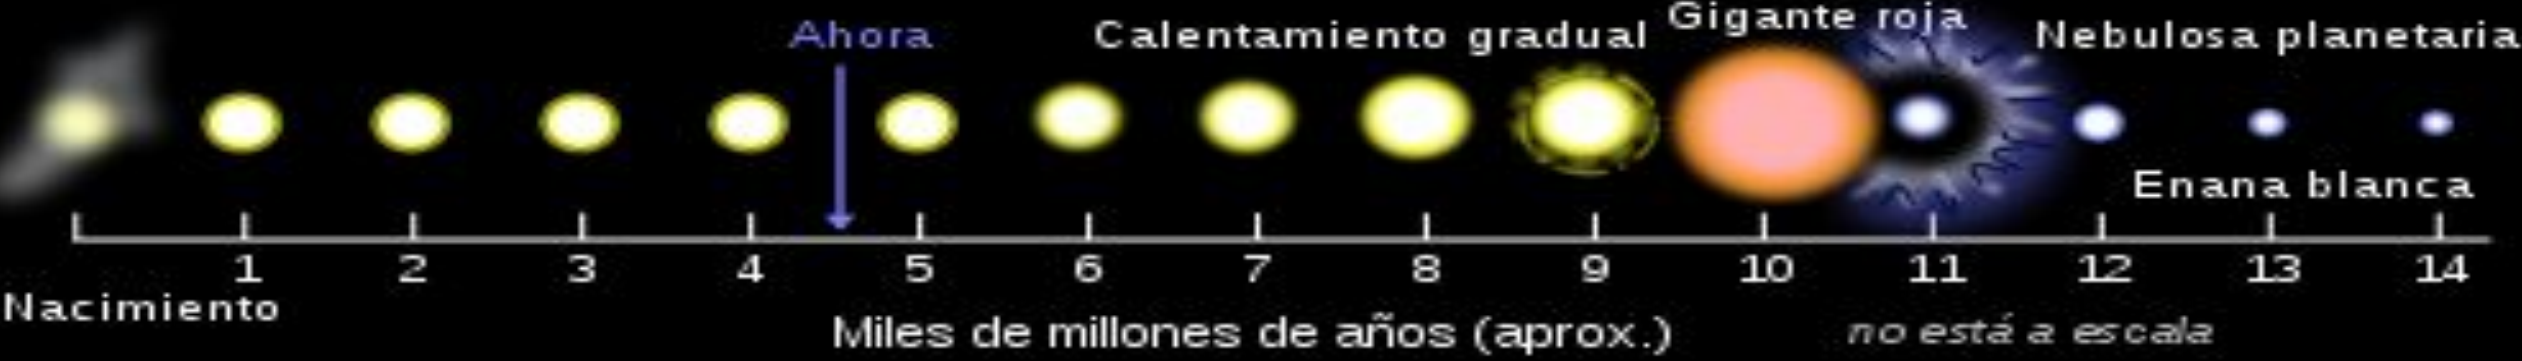 Ahora
Calentamiento gradual
Gigante roja
Nebulosa planetaria
Enana blanca
1 2 3 4 5 6 7 8 9 10 11 12 13 14
Nacimiento
Miles de millones de años (aprox.)
no está a escala